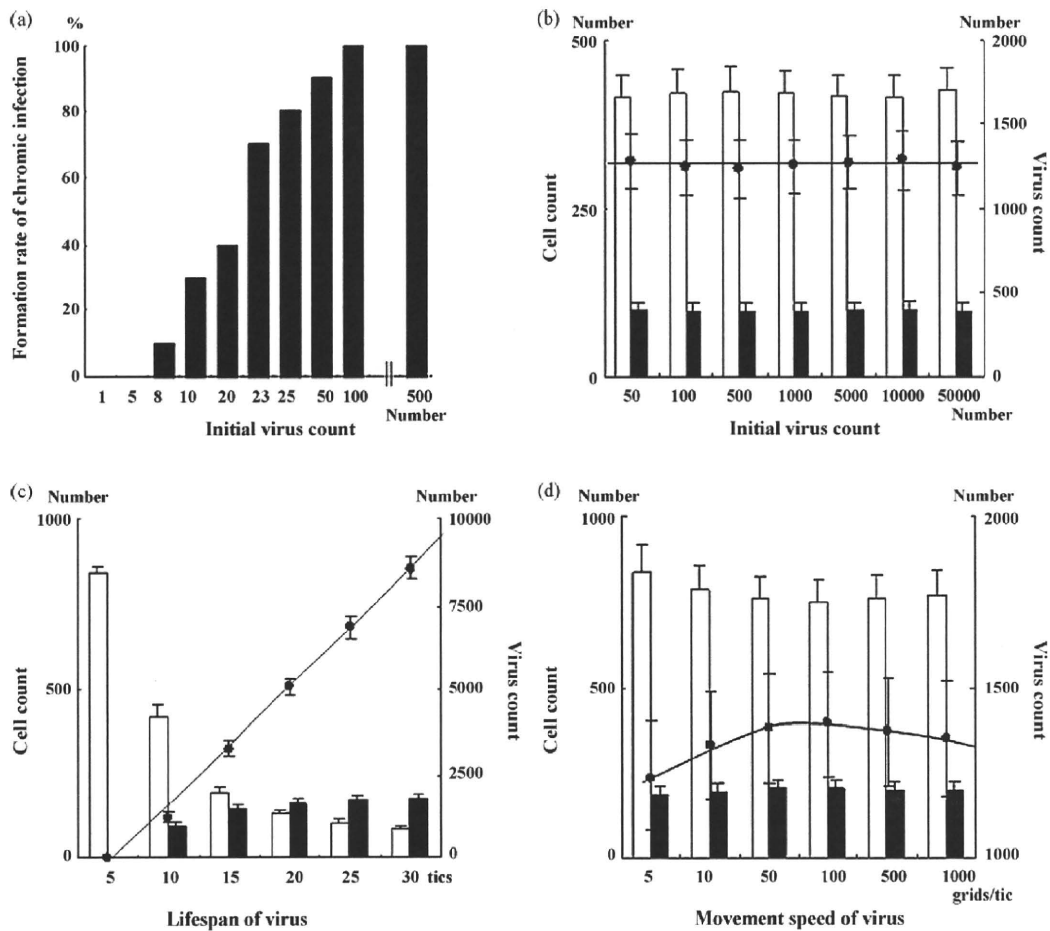 (a)
%
100
80
60
40
20
0
Formation rate of chromic infection
1 5 8 10 20 23 25 50 100 500
Number
Initial virus count
(b)
Number Number
500
250
0
Cell count
2000
1500
1000
500
0
Virus count
50 100 500 1000 5000 10000 50000
Number
Initial virus count
(c)
Number Number
1000
500
0
Cell count
10000
7500
5000
2500
0
Virus count
5 10 15 20 25 30 tics
Lifespan of virus
(d)
Number Number
1000
500
0
Cell count
2000
1500
1000
Virus count
5 10 50 100 500 1000
grids/tic
Movement speed of virus